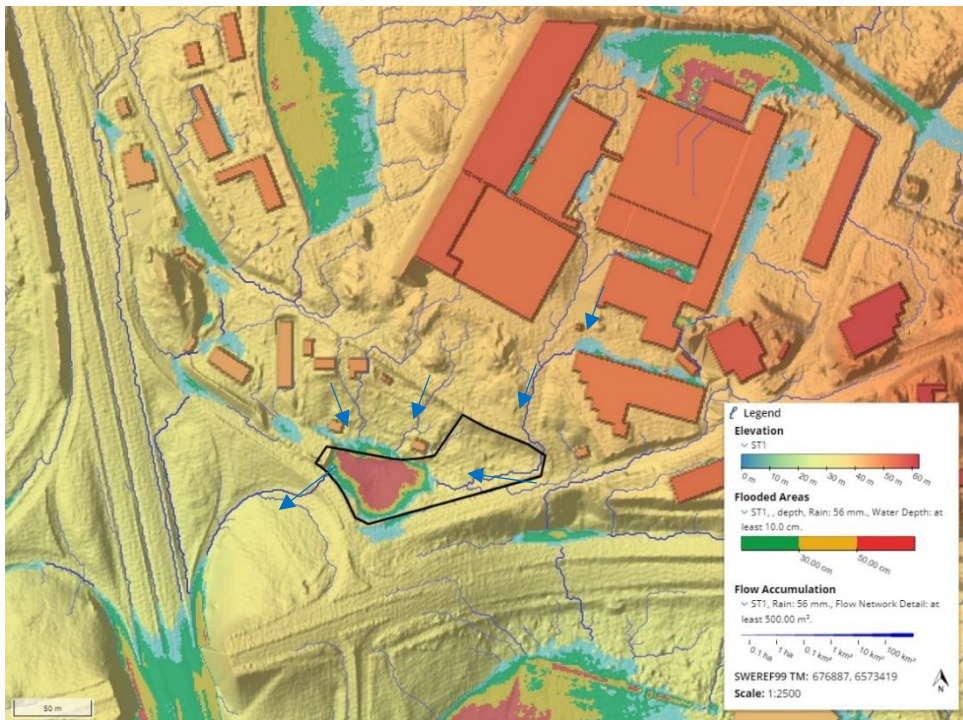 Legend
Elevation
ST1
0 m 10 m 20 m 30 m 40 m 50 m 60 m
Flooded Areas
ST1, , depth, Rain: 56 mm., Water Depth: at
least 10.0 cm.
30.00 cm 50.00 cm
Flow Accumulation
ST1, Rain: 56 mm., Flow Network Detail: at
least 500.00 m².
0.1 ha 1 ha 0.1 km² 1 km² 10 km² 100 km²
SWEREF99 TM: 676887, 6573419
Scale: 1:2500
N
50 m